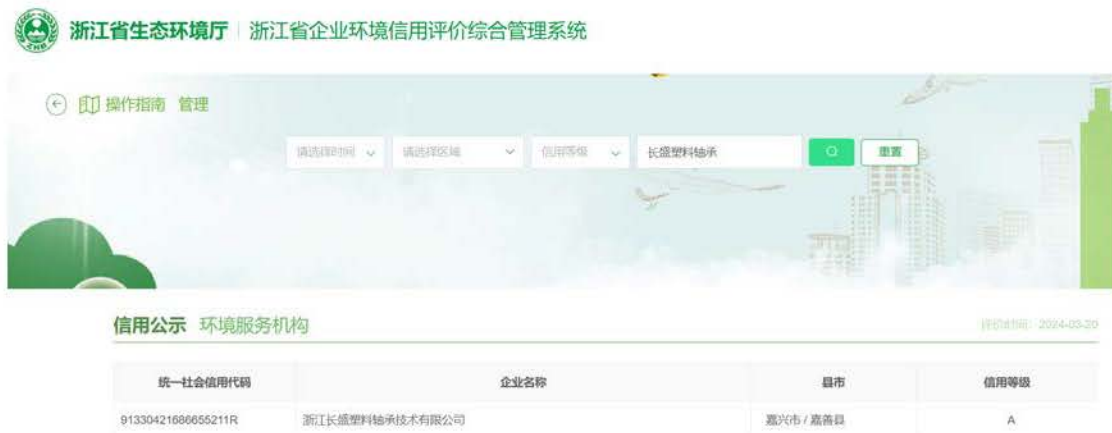 浙江省生态环境厅 浙江省企业环境信用评价综合管理系统
操作指南 管理
请选择时间 请选择区域 信用等级 长盛塑料轴承 重置
信用公示 环境服务机构 评价时间: 2024-03-20
统一社会信用代码 企业名称 县市 信用等级
91330421686655211R 浙江长盛塑料轴承技术有限公司 嘉兴市 / 嘉善县 A